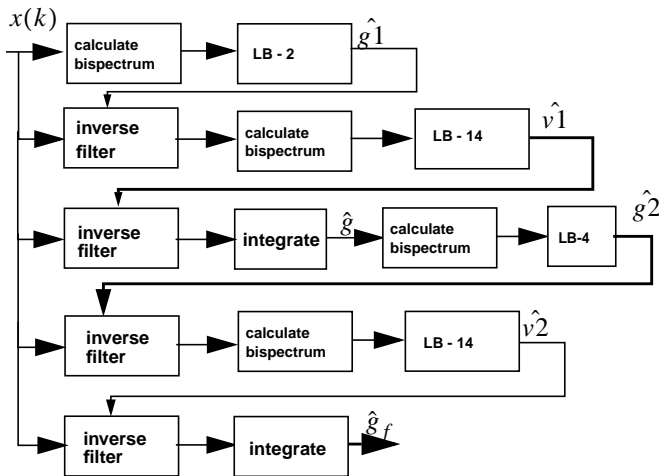 x(k)
calculate
bispectrum
LB - 2
ĝ1
inverse
filter
calculate
bispectrum
LB - 14
v̂1
inverse
filter
integrate
ĝ
calculate
bispectrum
LB-4
ĝ2
inverse
filter
calculate
bispectrum
LB - 14
v̂2
inverse
filter
integrate
ĝ_f